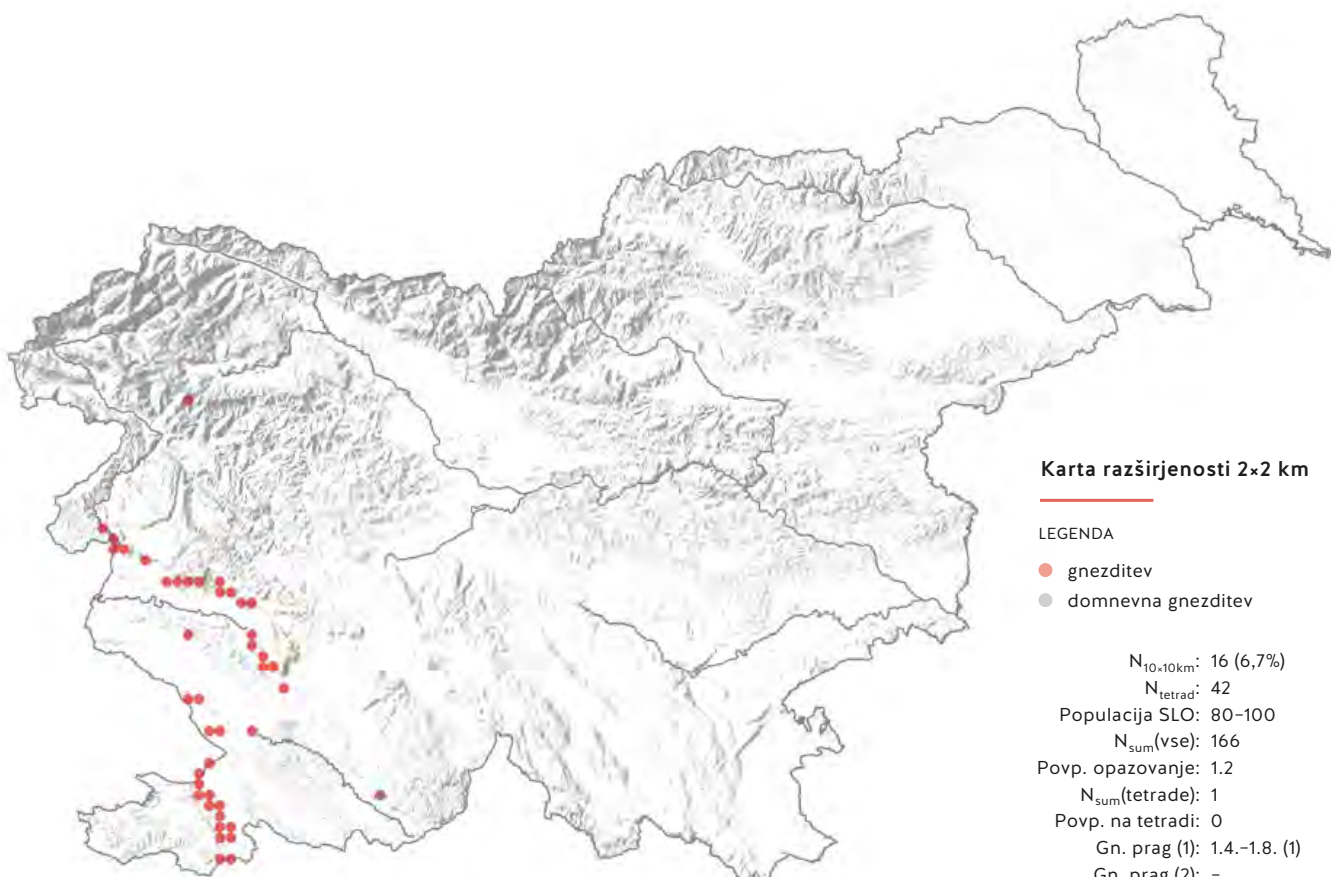 Karta razširjenosti 2×2 km
LEGENDA
gnezditev
domnevna gnezditev
N10×10km: 16 (6,7%)
Ntetrad: 42
Populacija SLO: 80–100
Nsum(vse): 166
Povp. opazovanje: 1.2
Nsum(tetrade): 1
Povp. na tetradi: 0
Gn. prag (1): 1.4.–1.8. (1)
Gn. prag (2): –